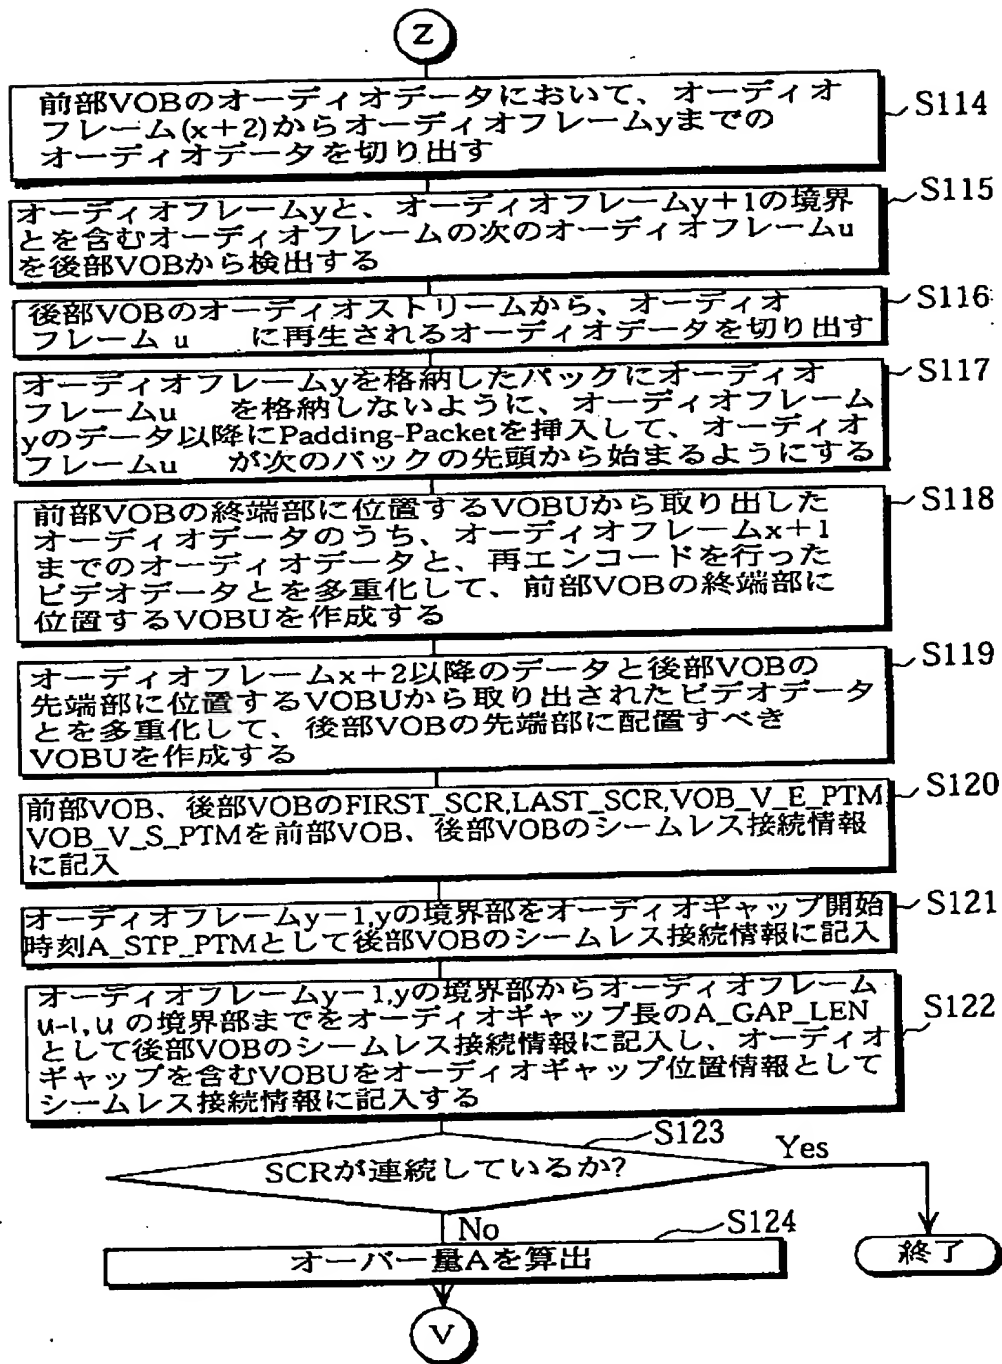 Z
前部VOBのオーディオデータにおいて、オーディオ
フレーム(x+2)からオーディオフレームyまでの
オーディオデータを切り出す
S114
オーディオフレームyと、オーディオフレームy+1の境界
とを含むオーディオフレームの次のオーディオフレームu
を後部VOBから検出する
S115
後部VOBのオーディオストリームから、オーディオ
フレーム u に再生されるオーディオデータを切り出す
S116
オーディオフレームyを格納したパックにオーディオ
フレームu を格納しないように、オーディオフレーム
yのデータ以降にPadding-Packetを挿入して、オーディオ
フレームu が次のパックの先頭から始まるようにする
S117
前部VOBの終端部に位置するVOBUから取り出した
オーディオデータのうち、オーディオフレームx+1
までのオーディオデータと、再エンコードを行った
ビデオデータとを多重化して、前部VOBの終端部に
位置するVOBUを作成する
S118
オーディオフレームx+2以降のデータと後部VOBの
先端部に位置するVOBUから取り出されたビデオデータ
とを多重化して、後部VOBの先端部に配置すべき
VOBUを作成する
S119
前部VOB、後部VOBのFIRST_SCR,LAST_SCR,VOB_V_E_PTM
VOB_V_S_PTMを前部VOB、後部VOBのシームレス接続情報
に記入
S120
オーディオフレームy-1,yの境界部をオーディオギャップ開始
時刻A_STP_PTMとして後部VOBのシームレス接続情報に記入
S121
オーディオフレームy-1,yの境界部からオーディオフレーム
u-1,u の境界部までをオーディオギャップ長のA_GAP_LEN
として後部VOBのシームレス接続情報に記入し、オーディオ
ギャップを含むVOBUをオーディオギャップ位置情報として
シームレス接続情報に記入する
S122
SCRが連続しているか?
S123
Yes
No
オーバー量Aを算出
S124
終了
V